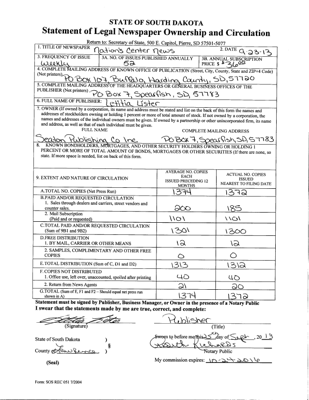 STATE OF SOUTH DAKOTA
Statement of Legal Newspaper Ownership and Circulation
Return to: Secretary of State, 500 E. Capitol, Pierre, SD 57501-5077
1. TITLE OF NEWSPAPER Nations Center News 2. DATE 9-23-13
3. FREQUENCY OF ISSUE Weekly 3A. NO. OF ISSUES PUBLISHED ANNUALLY 52 3B. ANNUAL SUBSCRIPTION PRICE $ 36.00
4. COMPLETE MAILING ADDRESS OF KNOWN OFFICE OF PUBLICATION (Street, City, County, State and ZIP+4 Code)
(Not printers) PO Box 107, Buffalo, Harding County, SD, 57720
5. COMPLETE MAILING ADDRESS OF THE HEADQUARTERS OR GENERAL BUSINESS OFFICES OF THE
PUBLISHER (Not printers) PO Box 7, Spearfish, SD, 57783
6. FULL NAME OF PUBLISHER: Letitia Lister
7. OWNER (If owned by a corporation, its name and address must be stated and list on the back of this form the names and
addresses of stockholders owning or holding 1 percent or more of total amount of stock. If not owned by a corporation, the
names and addresses of the individual owners must be given. If owned by a partnership or other unincorporated firm, its name
and address, as well as that of each individual must be given.
FULL NAME COMPLETE MAILING ADDRESS
Seaton Publishing Co Inc. PO Box 7, Spearfish, SD, 57783
8. KNOWN BONDHOLDERS, MORTGAGES, AND OTHER SECURITY HOLDERS OWNING OR HOLDING 1
PERCENT OR MORE OF TOTAL AMOUNT OF BONDS, MORTGAGES OR OTHER SECURITIES (If there are none, so
state. If more space is needed, list on back of this form.
9. EXTENT AND NATURE OF CIRCULATION
AVERAGE NO. COPIES EACH ISSUED PRECEDING 12 MONTHS
ACTUAL NO. COPIES ISSUED NEAREST TO FILING DATE
A. TOTAL NO. COPIES (Net Press Run) 1374 1372
B. PAID AND/OR REQUESTED CIRCULATION
1. Sales through dealers and carriers, street vendors and
counter sales. 200 185
2. Mail Subscription
(Paid and or requested) 1101 1101
C. TOTAL PAID AND/OR REQUESTED CIRCULATION
(Sum of 9B1 and 9B2) 1301 1300
D. FREE DISTRIBUTION
1. BY MAIL, CARRIER OR OTHER MEANS 12 12
2. SAMPLES, COMPLIMENTARY AND OTHER FREE
COPIES 0 0
E. TOTAL DISTRIBUTION (Sum of C, D1 and D2) 1313 1312
F. COPIES NOT DISTRIBUTED
1. Office use, left over, unaccounted, spoiled after printing 40 40
2. Return from News Agents 21 20
G. TOTAL (Sum of E, F1 and F2 - Should equal net press run
shown in A) 1374 1372
Statement must be signed by Publisher, Business Manager, or Owner in the presence of a Notary Public
I swear that the statements made by me are true, correct, and complete:
Publisher
(Signature) (Title)
State of South Dakota )
§
County of Lawrence )
Sworn to before me this 23 day of Sept, 2013
Notary Public
(Seal) My commission expires: 10-24-2016
Form: SOS REC 051 7/2004